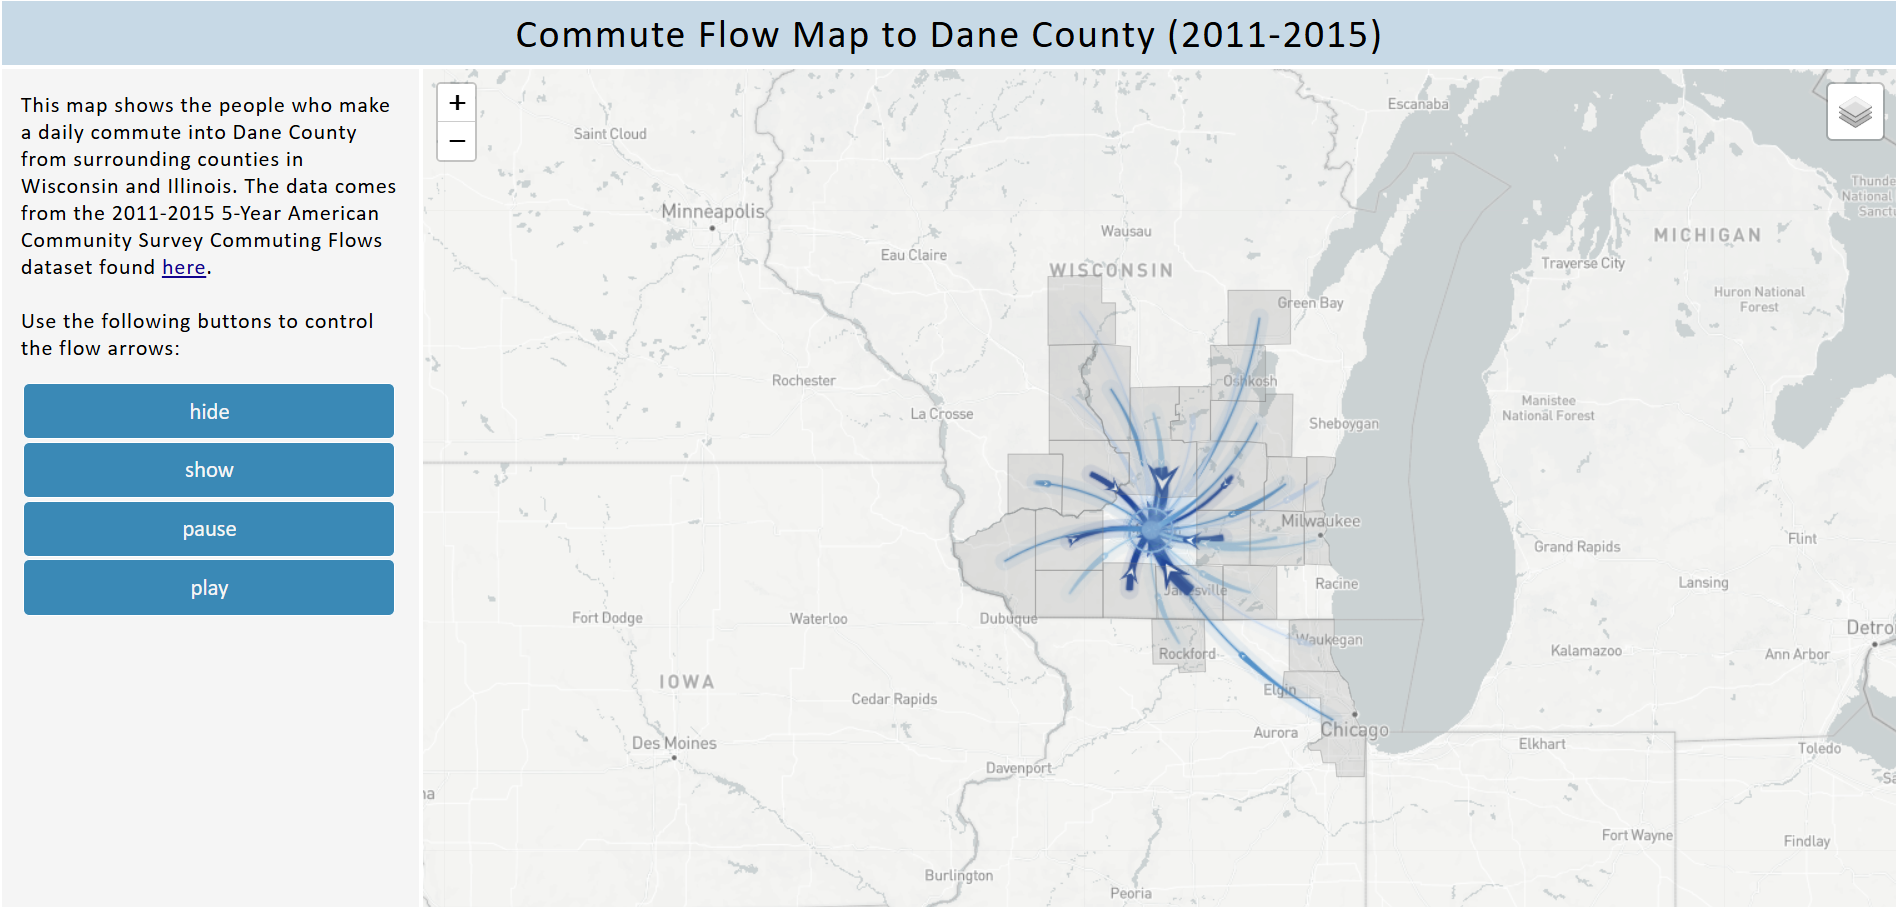 Commute Flow Map to Dane County (2011-2015)
This map shows the people who make
a daily commute into Dane County
from surrounding counties in
Wisconsin and Illinois. The data comes
from the 2011-2015 5-Year American
Community Survey Commuting Flows
dataset found here.
Use the following buttons to control
the flow arrows:
hide
show
pause
play
+
−
Escanaba
Saint Cloud
Thunde
National
Sanctu
Minneapolis
Wausau
MICHIGAN
Eau Claire
WISCONSIN
Traverse City
Huron National
Forest
Green Bay
Rochester
Oshkosh
Manistee
National Forest
La Crosse
Sheboygan
Milwaukee
Grand Rapids
Flint
Lansing
Racine
Janesville
Fort Dodge
Waterloo
Dubuque
Detro
Waukegan
Rockford
Kalamazoo
Ann Arbor
IOWA
Elgin
Cedar Rapids
Chicago
Aurora
Des Moines
Elkhart
Toledo
Davenport
Sa
na
Fort Wayne
Findlay
Burlington
Peoria